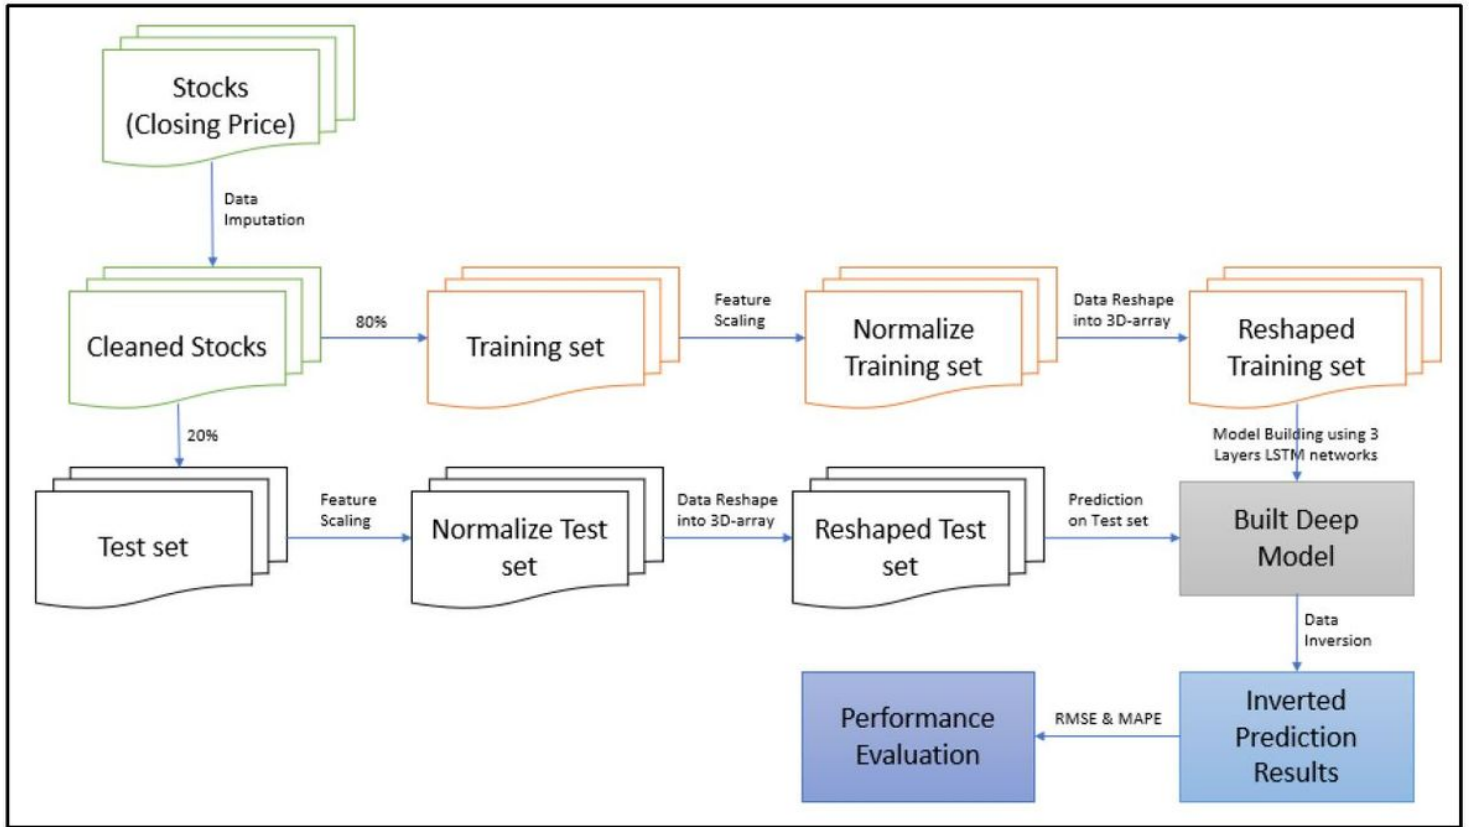 Stocks
(Closing Price)
Data
Imputation
Cleaned Stocks
80%
Training set
Feature
Scaling
Normalize
Training set
Data Reshape
into 3D-array
Reshaped
Training set
20%
Model Building using 3
Layers LSTM networks
Test set
Feature
Scaling
Normalize Test
set
Data Reshape
into 3D-array
Reshaped Test
set
Prediction
on Test set
Built Deep
Model
Data
Inversion
Inverted
Prediction
Results
RMSE & MAPE
Performance
Evaluation